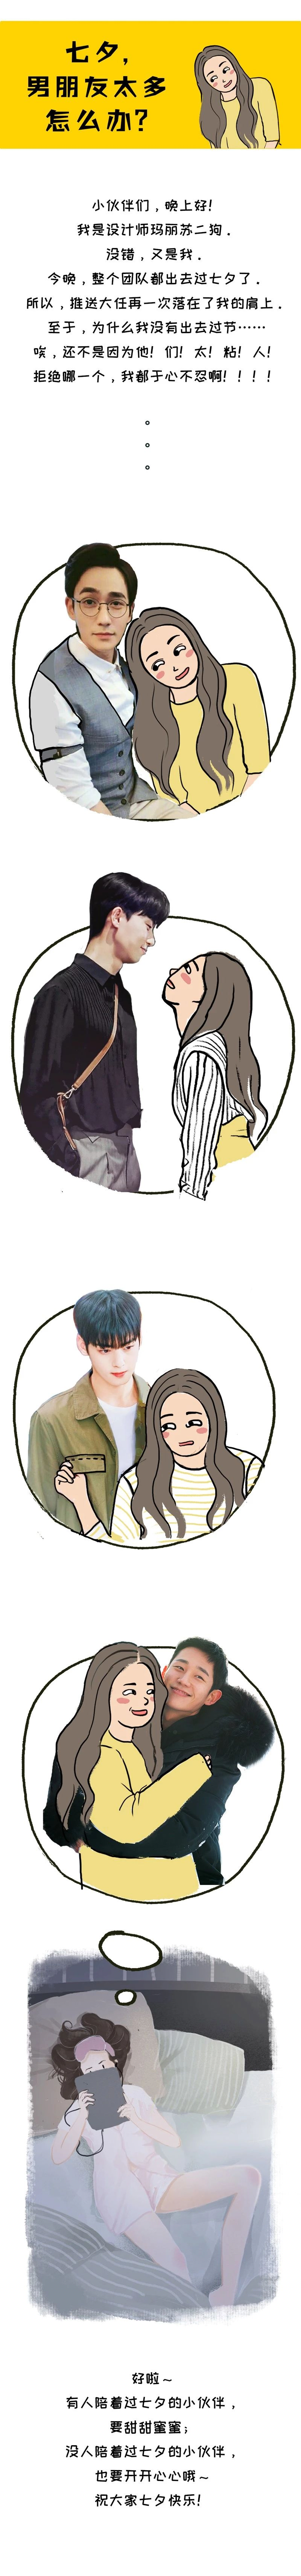 七夕,
男朋友太多
怎么办?
小伙伴们，晚上好!
我是设计师玛丽苏二狗.
没错，又是我.
今晚，整个团队都出去过七夕了.
所以，推送大任再一次落在了我的肩上.
至于，为什么我没有出去过节……
唉，还不是因为他! 们! 太! 粘! 人!
拒绝哪一个，我都于心不忍啊! ! ! !
。
。
。
好啦~
有人陪着过七夕的小伙伴，
要甜甜蜜蜜;
没人陪着过七夕的小伙伴，
也要开开心心哦~
祝大家七夕快乐!